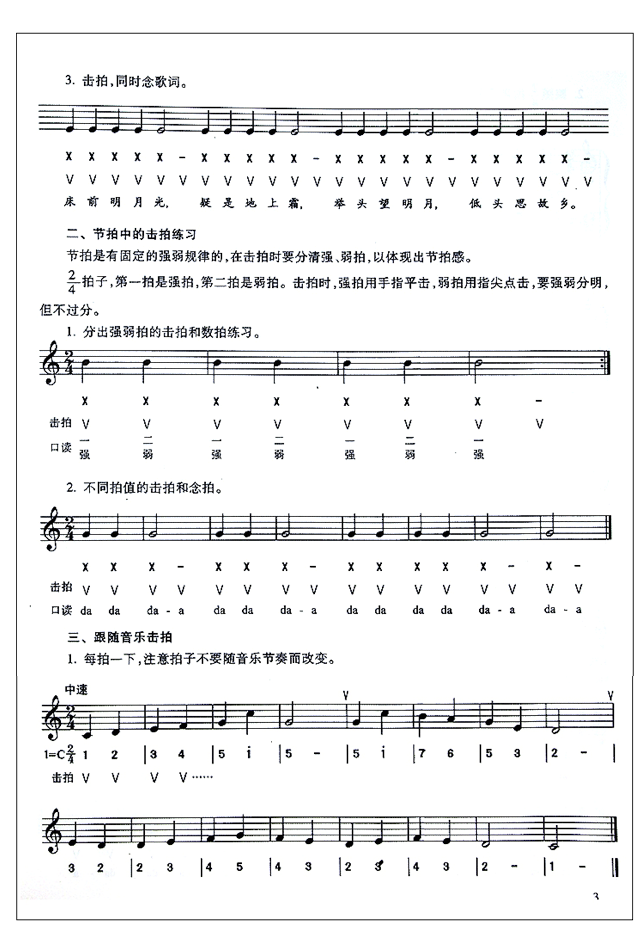 3. 击拍,同时念歌词。
X X X X X - X X X X X - X X X X X - X X X X X -
V V V V V V V V V V V V V V V V V V V V V V V V
床 前 明 月 光, 疑 是 地 上 霜, 举 头 望 明 月, 低 头 思 故 乡。
二、节拍中的击拍练习
节拍是有固定的强弱规律的,在击拍时要分清强、弱拍,以体现出节拍感。
2/4 拍子,第一拍是强拍,第二拍是弱拍。击拍时,强拍用手指平击,弱拍用指尖点击,要强弱分明,
但不过分。
1. 分出强弱拍的击拍和数拍练习。
2/4
X X X X X X X -
击拍 V V V V V V V V
口读 一 二 一 二 一 二 一
强 弱 强 弱 强 弱 强
2. 不同拍值的击拍和念拍。
2/4
X X X - X X X - X X X X X - X -
击拍 V V V V V V V V V V V V V V V V
口读 da da da - a da da da - a da da da da da - a da - a
三、跟随音乐击拍
1. 每拍一下,注意拍子不要随音乐节奏而改变。
中速 V V
2/4
1=C 2/4 1 2 | 3 4 | 5 i | 5 - | 5 i | 7 6 | 5 3 | 2 - |
击拍 V V V V ……
3 2 | 2 3 | 4 5 | 4 3 | 2 3 | 4 3 | 2 - | 1 - ‖
3